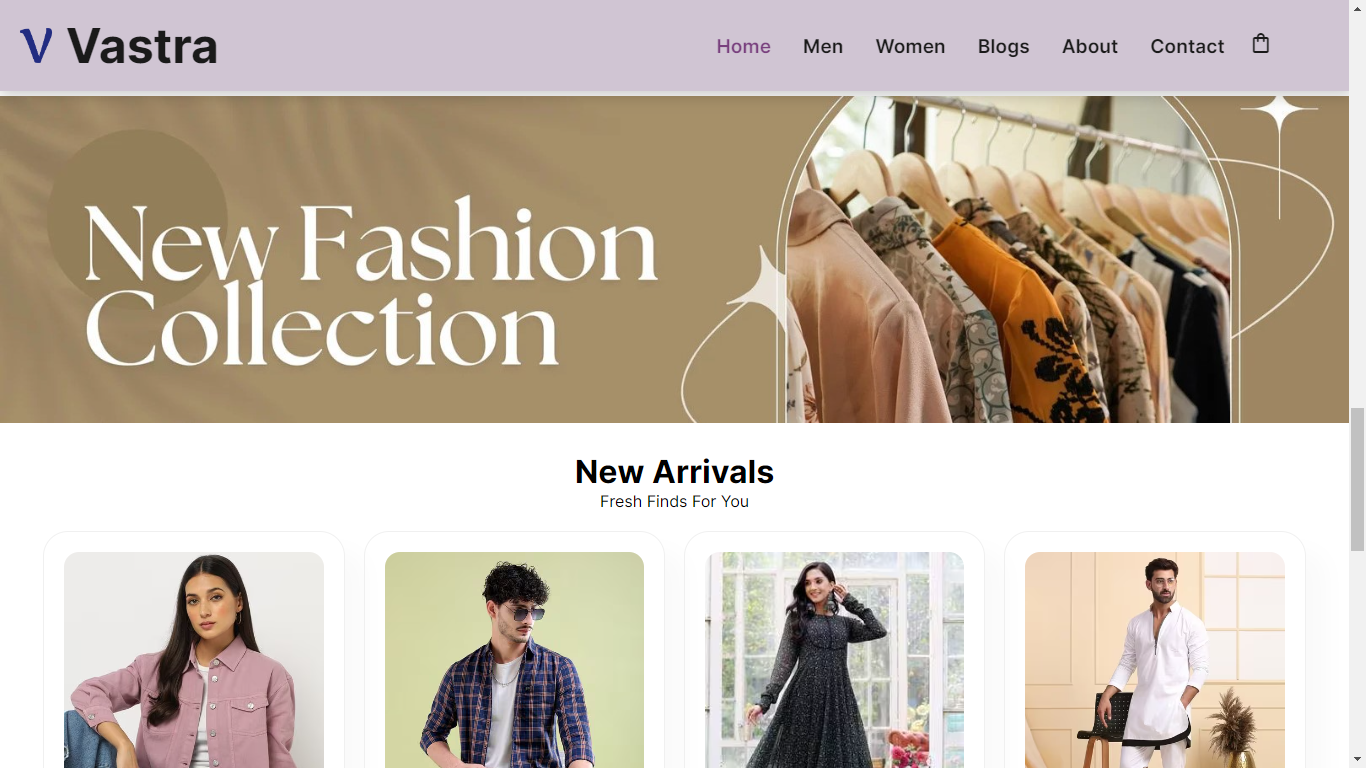 V Vastra
Home Men Women Blogs About Contact
New Fashion
Collection
New Arrivals
Fresh Finds For You